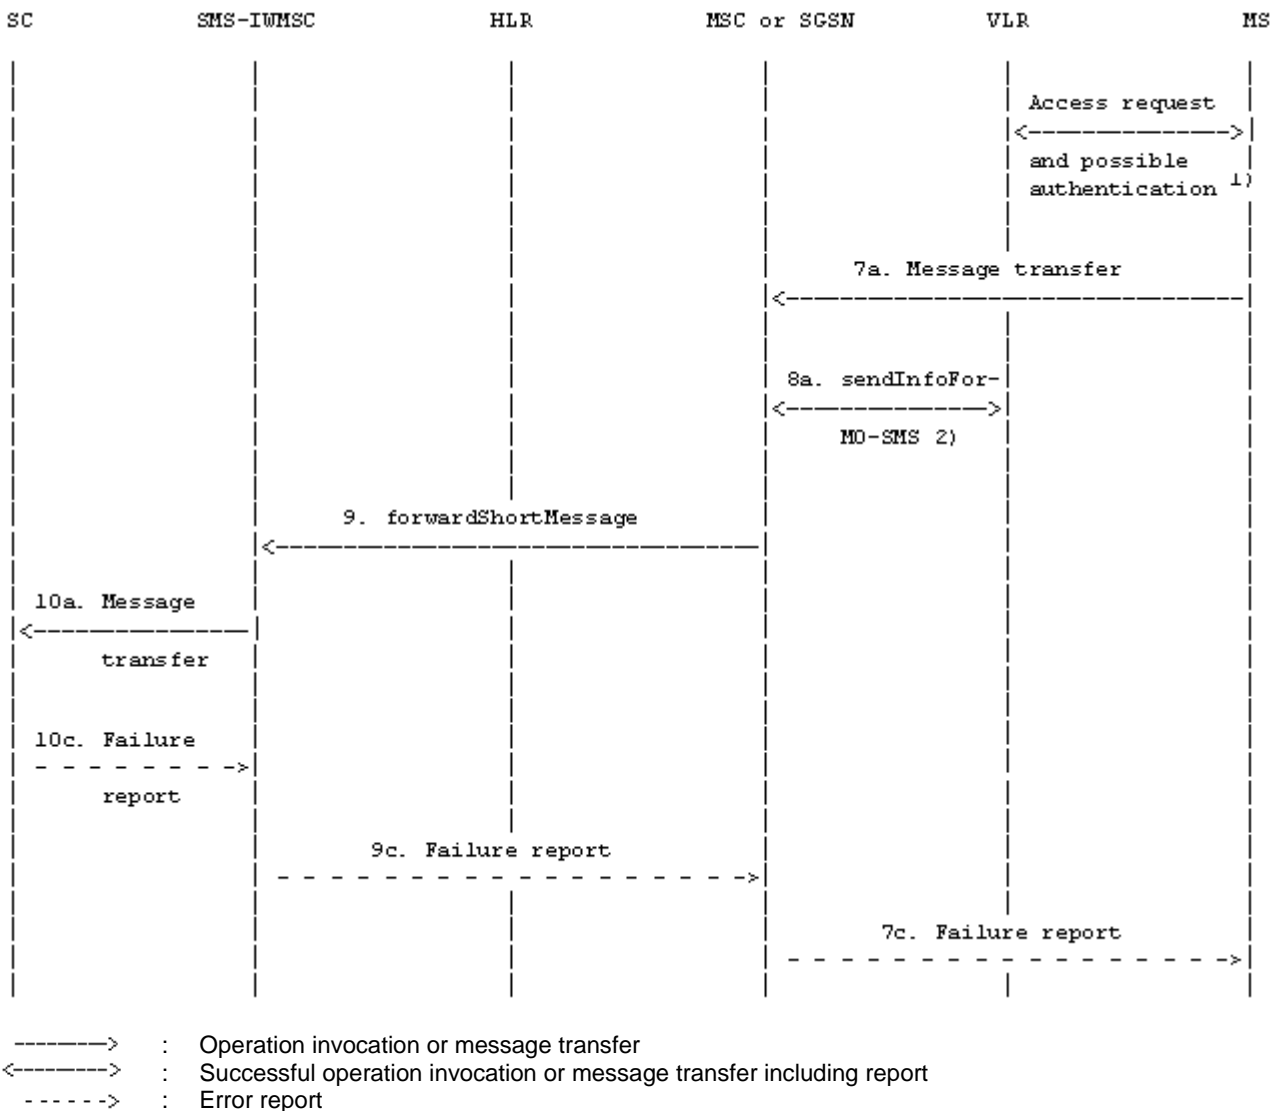 SC SMS-IWMSC HLR MSC or SGSN VLR MS
Access request
and possible
authentication 1)
7a. Message transfer
8a. sendInfoFor-
MO-SMS 2)
9. forwardShortMessage
10a. Message
transfer
10c. Failure
report
9c. Failure report
7c. Failure report
: Operation invocation or message transfer
: Successful operation invocation or message transfer including report
: Error report